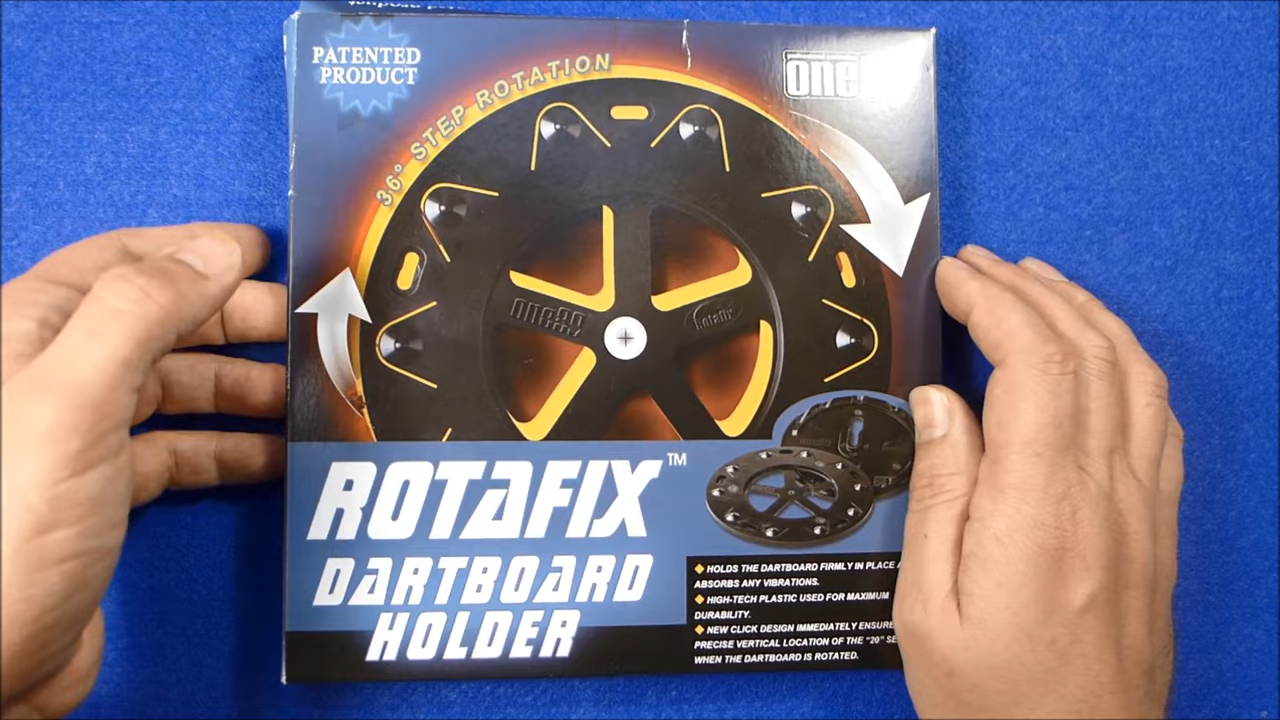 PATENTED
PRODUCT
36° STEP ROTATION
one
one80
Rotafix
ROTAFIX™
DARTBOARD
HOLDER
HOLDS THE DARTBOARD FIRMLY IN PLACE
ABSORBS ANY VIBRATIONS.
HIGH-TECH PLASTIC USED FOR MAXIMUM
DURABILITY.
NEW CLICK DESIGN IMMEDIATELY ENSURE
PRECISE VERTICAL LOCATION OF THE "20" SE
WHEN THE DARTBOARD IS ROTATED.